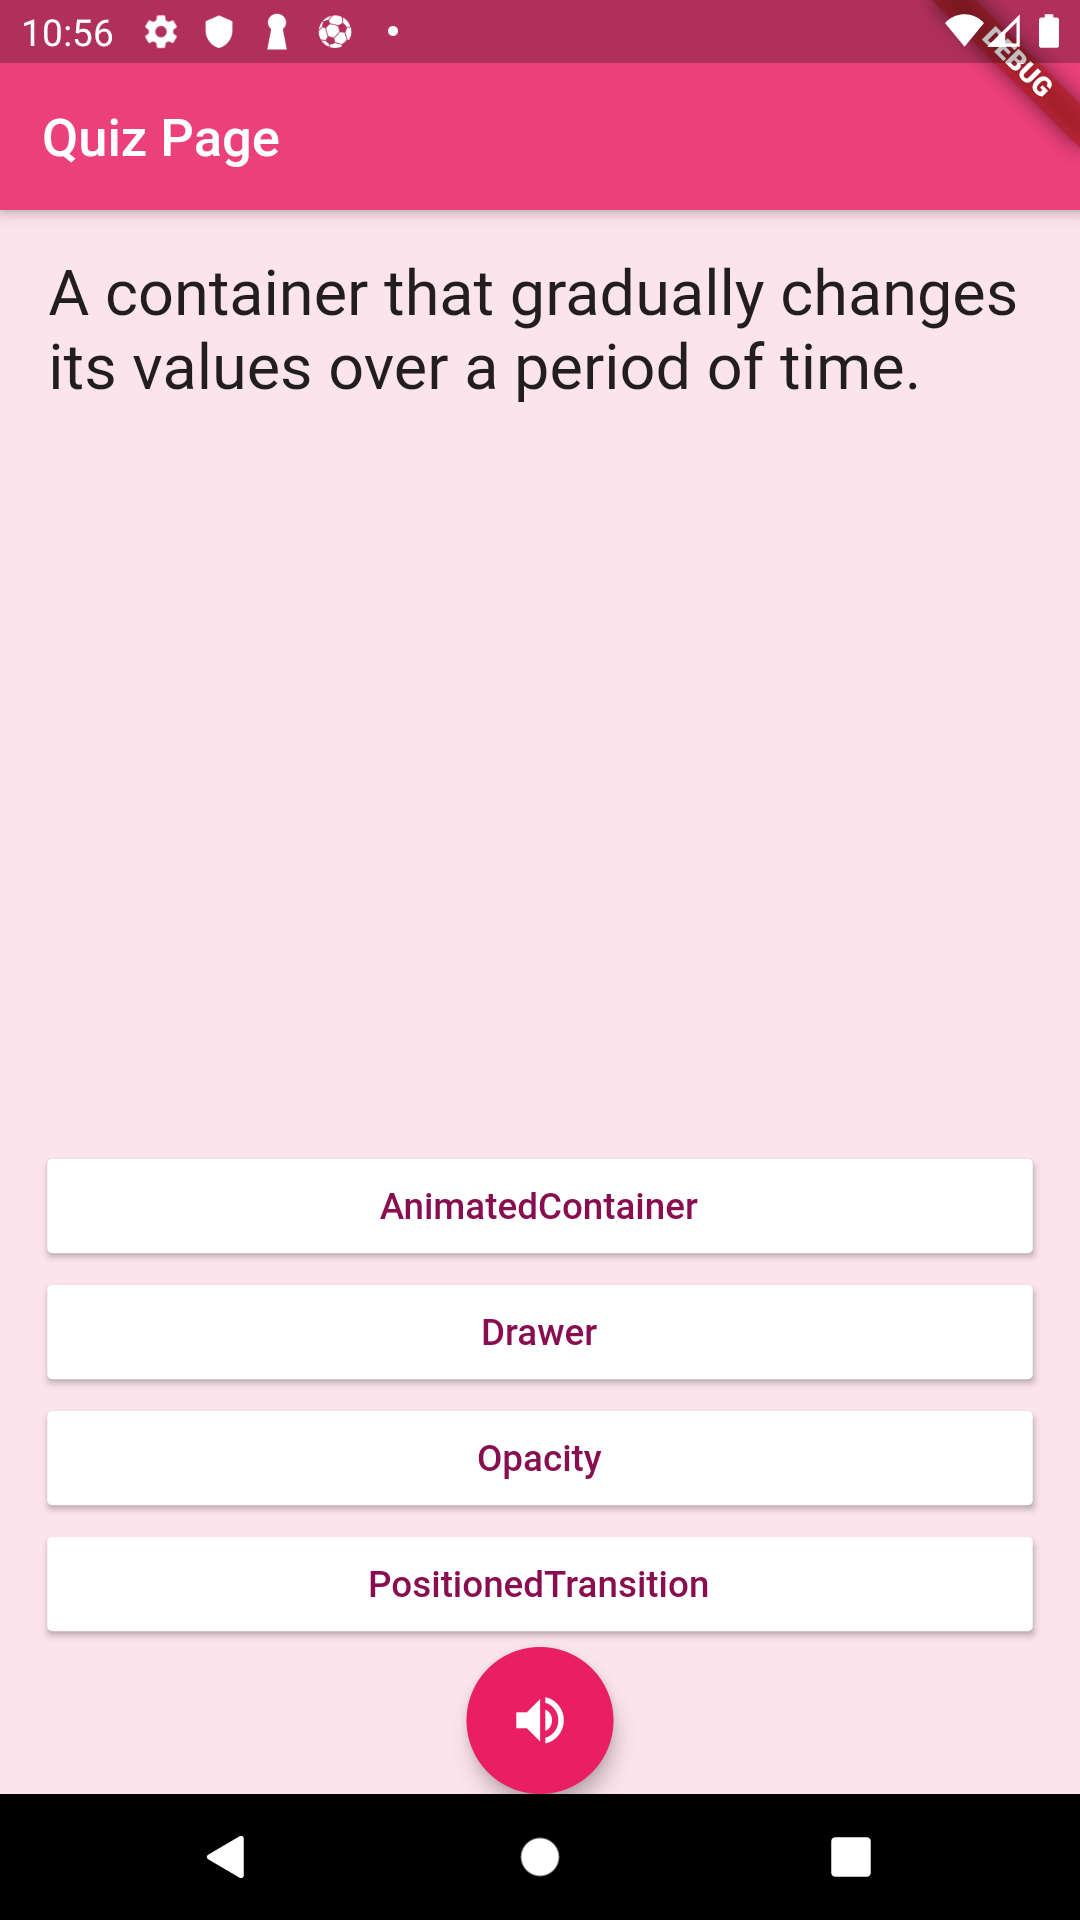 10:56
DEBUG
Quiz Page
A container that gradually changes
its values over a period of time.
AnimatedContainer
Drawer
Opacity
PositionedTransition